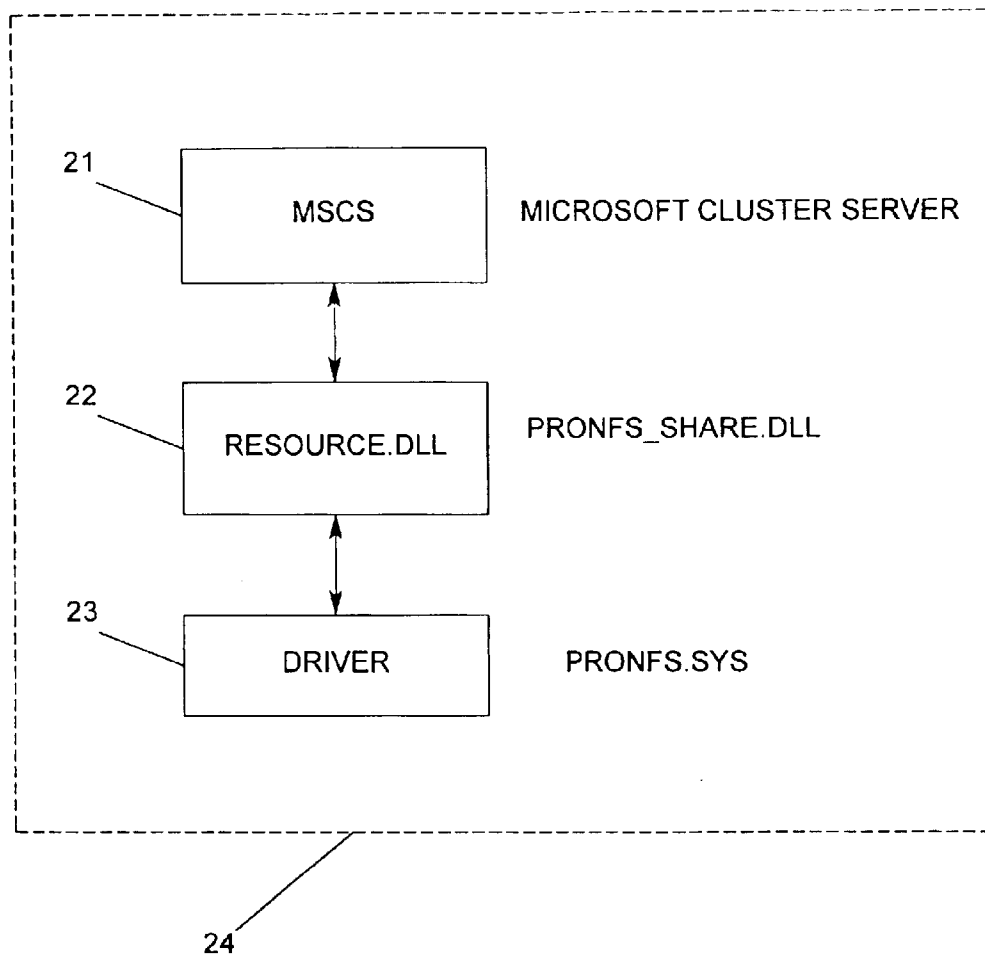 21
MSCS MICROSOFT CLUSTER SERVER
22
RESOURCE.DLL PRONFS_SHARE.DLL
23
DRIVER PRONFS.SYS
24